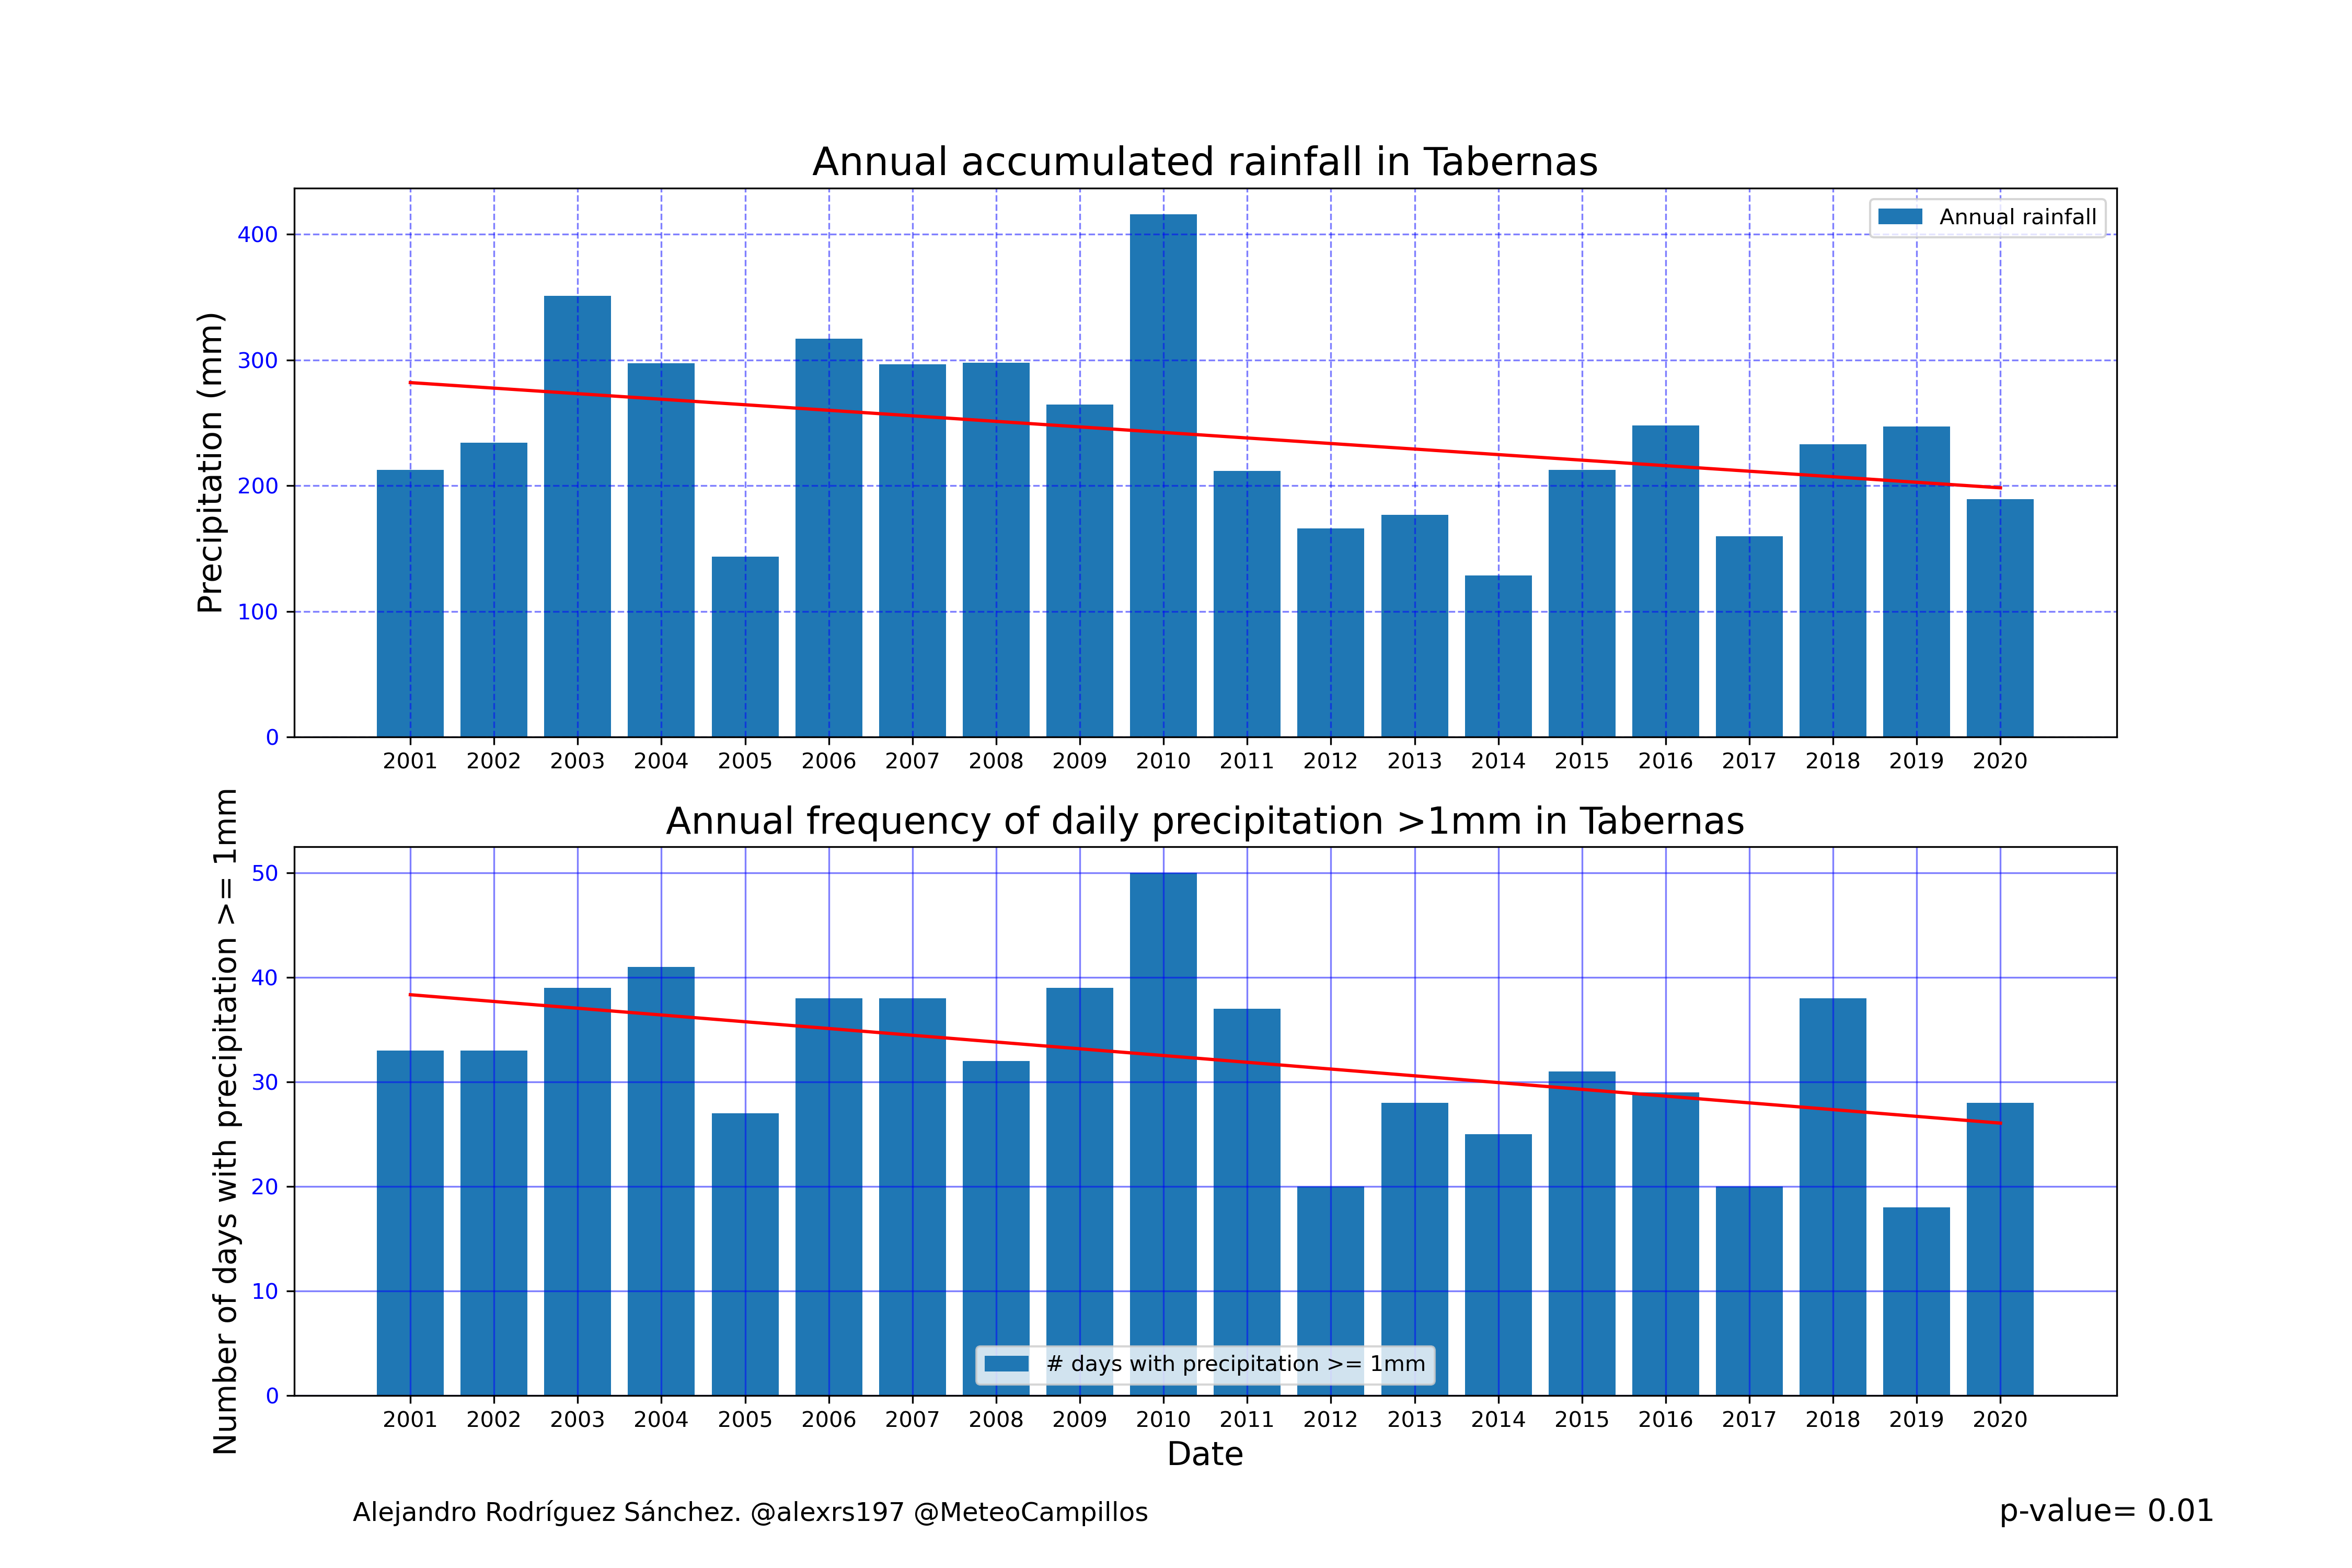 Annual accumulated rainfall in Tabernas
Precipitation (mm)
400
300
200
100
0
Annual rainfall
2001 2002 2003 2004 2005 2006 2007 2008 2009 2010 2011 2012 2013 2014 2015 2016 2017 2018 2019 2020
Annual frequency of daily precipitation >1mm in Tabernas
Number of days with precipitation >= 1mm
50
40
30
20
10
0
# days with precipitation >= 1mm
2001 2002 2003 2004 2005 2006 2007 2008 2009 2010 2011 2012 2013 2014 2015 2016 2017 2018 2019 2020
Date
Alejandro Rodríguez Sánchez. @alexrs197 @MeteoCampillos
p-value= 0.01